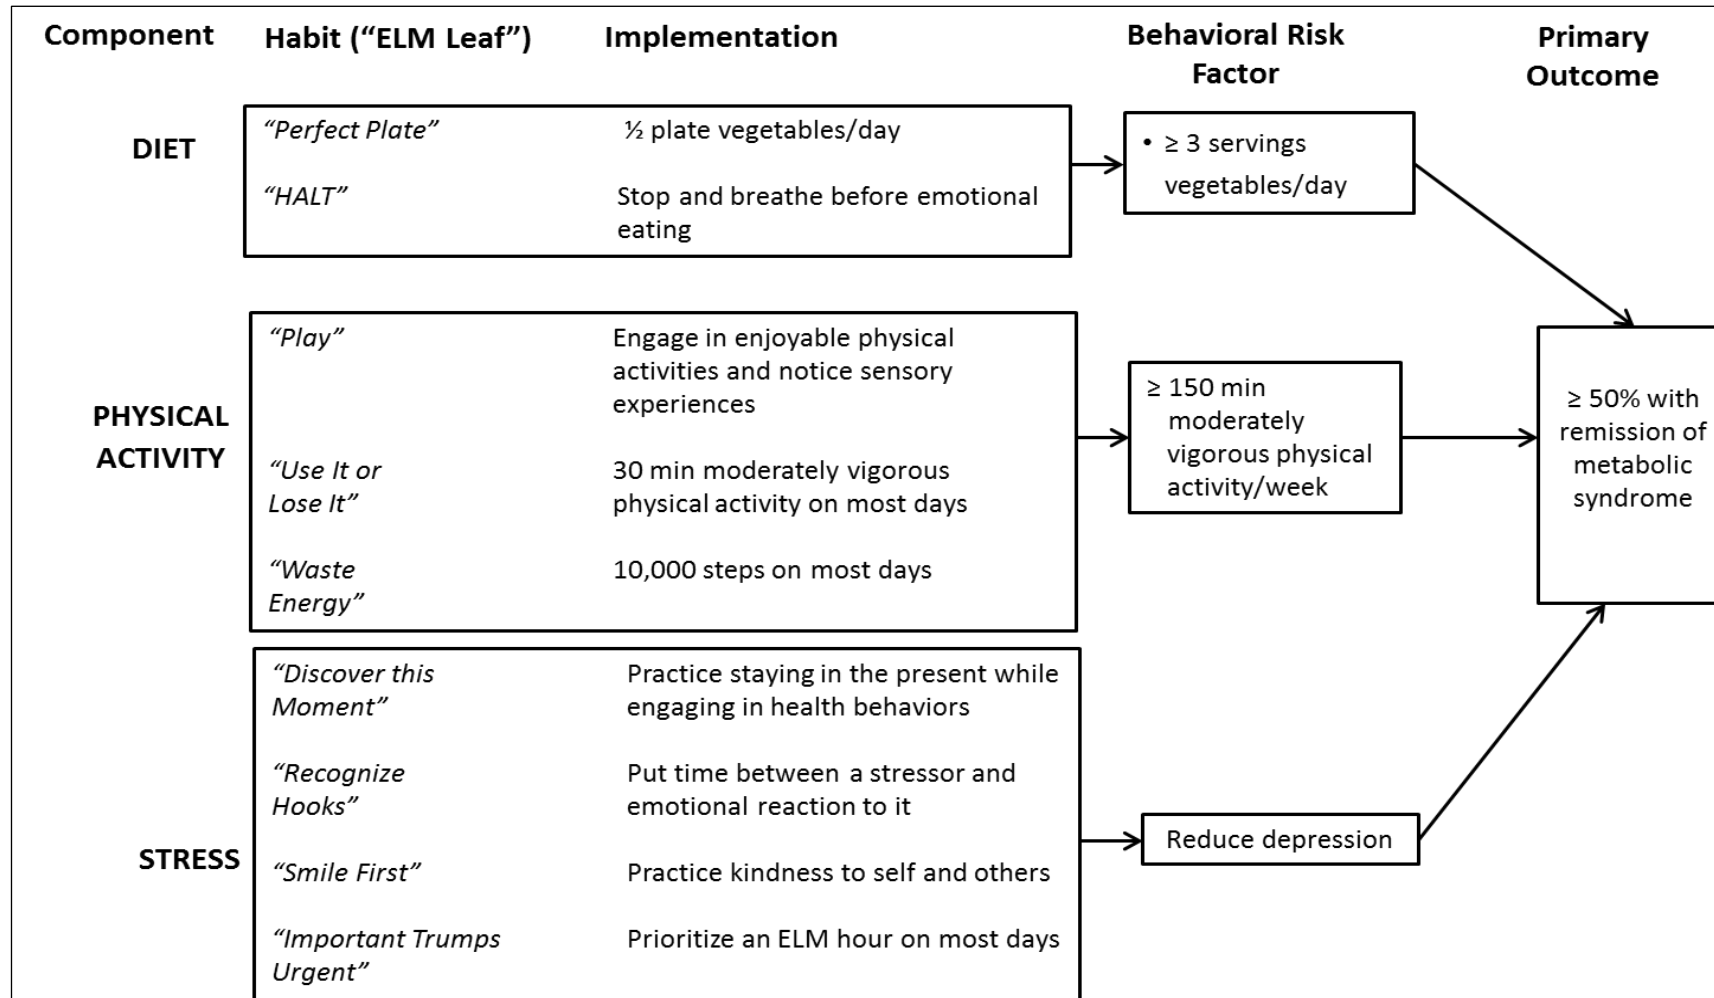 Component
Habit (“ELM Leaf”)
Implementation
Behavioral Risk
Factor
Primary
Outcome
DIET
“Perfect Plate”
½ plate vegetables/day
“HALT”
Stop and breathe before emotional
eating
• ≥ 3 servings
vegetables/day
PHYSICAL
ACTIVITY
“Play”
Engage in enjoyable physical
activities and notice sensory
experiences
“Use It or
Lose It”
30 min moderately vigorous
physical activity on most days
“Waste
Energy”
10,000 steps on most days
≥ 150 min
moderately
vigorous physical
activity/week
≥ 50% with
remission of
metabolic
syndrome
STRESS
“Discover this
Moment”
Practice staying in the present while
engaging in health behaviors
“Recognize
Hooks”
Put time between a stressor and
emotional reaction to it
“Smile First”
Practice kindness to self and others
“Important Trumps
Urgent”
Prioritize an ELM hour on most days
Reduce depression